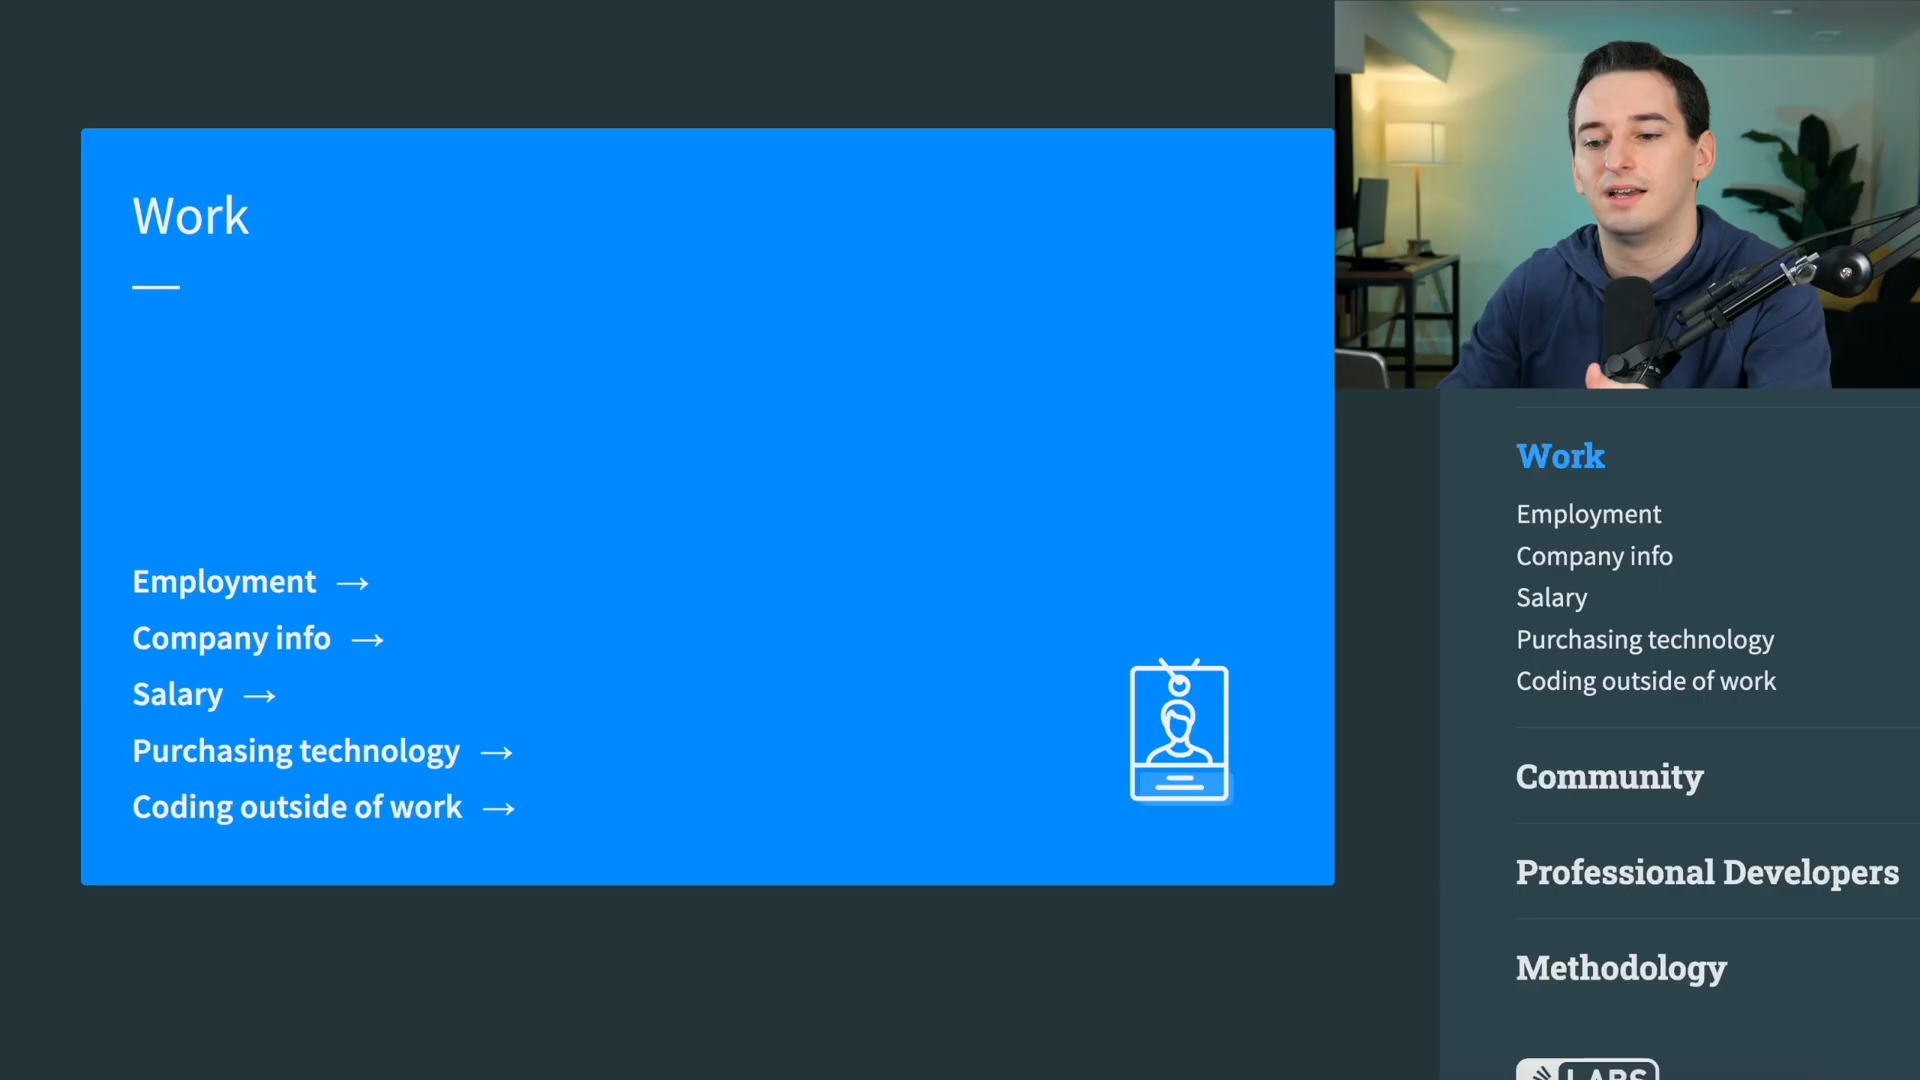 Work
Employment →
Company info →
Salary →
Purchasing technology →
Coding outside of work →
Work
Employment
Company info
Salary
Purchasing technology
Coding outside of work
Community
Professional Developers
Methodology
LABS